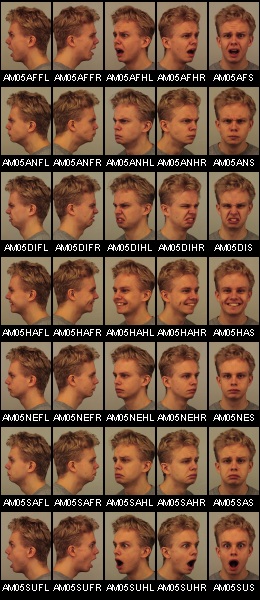 AM05AFFL AM05AFFR AM05AFHL AM05AFHR AM05AFS
AM05ANFL AM05ANFR AM05ANHL AM05ANHR AM05ANS
AM05DIFL AM05DIFR AM05DIHL AM05DIHR AM05DIS
AM05HAFL AM05HAFR AM05HAHL AM05HAHR AM05HAS
AM05NEFL AM05NEFR AM05NEHL AM05NEHR AM05NES
AM05SAFL AM05SAFR AM05SAHL AM05SAHR AM05SAS
AM05SUFL AM05SUFR AM05SUHL AM05SUHR AM05SUS